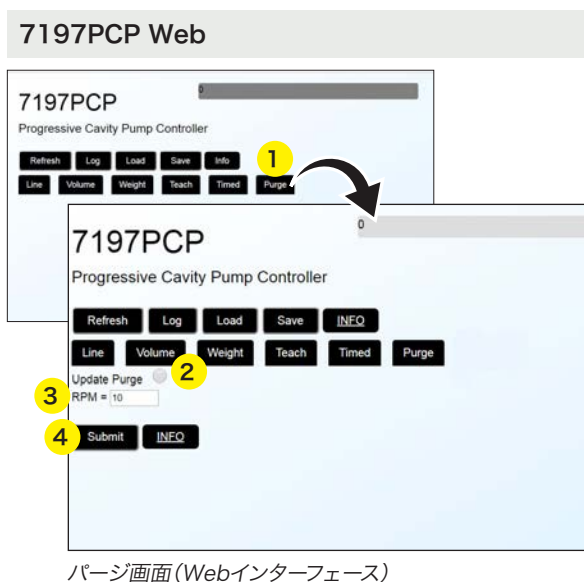 7197PCP Web
0
7197PCP
Progressive Cavity Pump Controller
Refresh Log Load Save Info
1
Line Volume Weight Teach Timed Purge
0
7197PCP
Progressive Cavity Pump Controller
Refresh Log Load Save INFO
Line Volume Weight Teach Timed Purge
Update Purge 2
3 RPM = 10
4 Submit INFO
パージ画面（Webインターフェース）